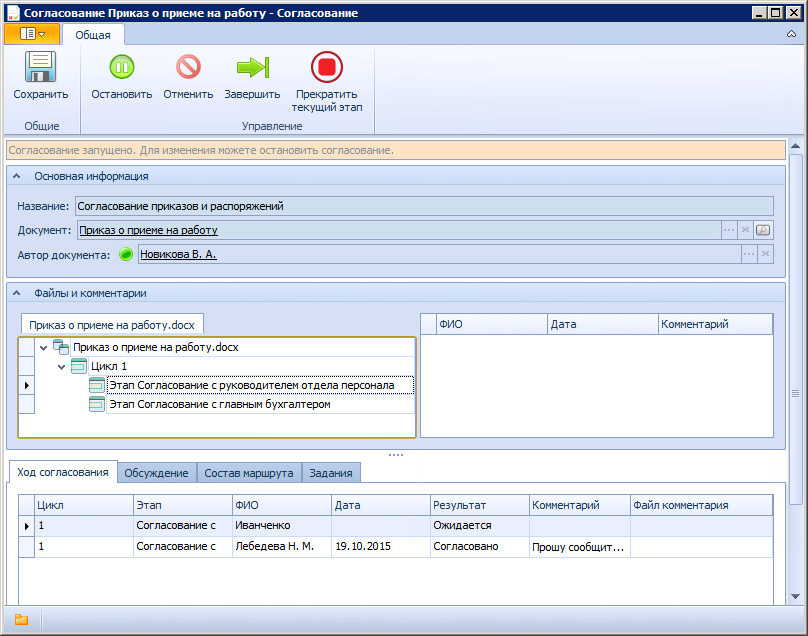 Согласование Приказ о приеме на работу - Согласование
Общая
Сохранить
Остановить Отменить Завершить Прекратить
текущий этап
Общие Управление
Согласование запущено. Для изменения можете остановить согласование.
Основная информация
Название: Согласование приказов и распоряжений
Документ: Приказ о приеме на работу
Автор документа: Новикова В. А.
Файлы и комментарии
Приказ о приеме на работу.docx
ФИО Дата Комментарий
Приказ о приеме на работу.docx
Цикл 1
Этап Согласование с руководителем отдела персонала
Этап Согласование с главным бухгалтером
Ход согласования Обсуждение Состав маршрута Задания
Цикл Этап ФИО Дата Результат Комментарий Файл комментария
1 Согласование с Иванченко Ожидается
1 Согласование с Лебедева Н. М. 19.10.2015 Согласовано Прошу сообщит...